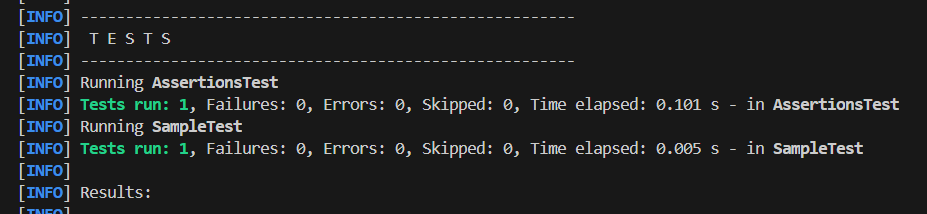 [INFO] -------------------------------------------------------
[INFO]  T E S T S
[INFO] -------------------------------------------------------
[INFO] Running AssertionsTest
[INFO] Tests run: 1, Failures: 0, Errors: 0, Skipped: 0, Time elapsed: 0.101 s - in AssertionsTest
[INFO] Running SampleTest
[INFO] Tests run: 1, Failures: 0, Errors: 0, Skipped: 0, Time elapsed: 0.005 s - in SampleTest
[INFO]
[INFO] Results:
[INFO]